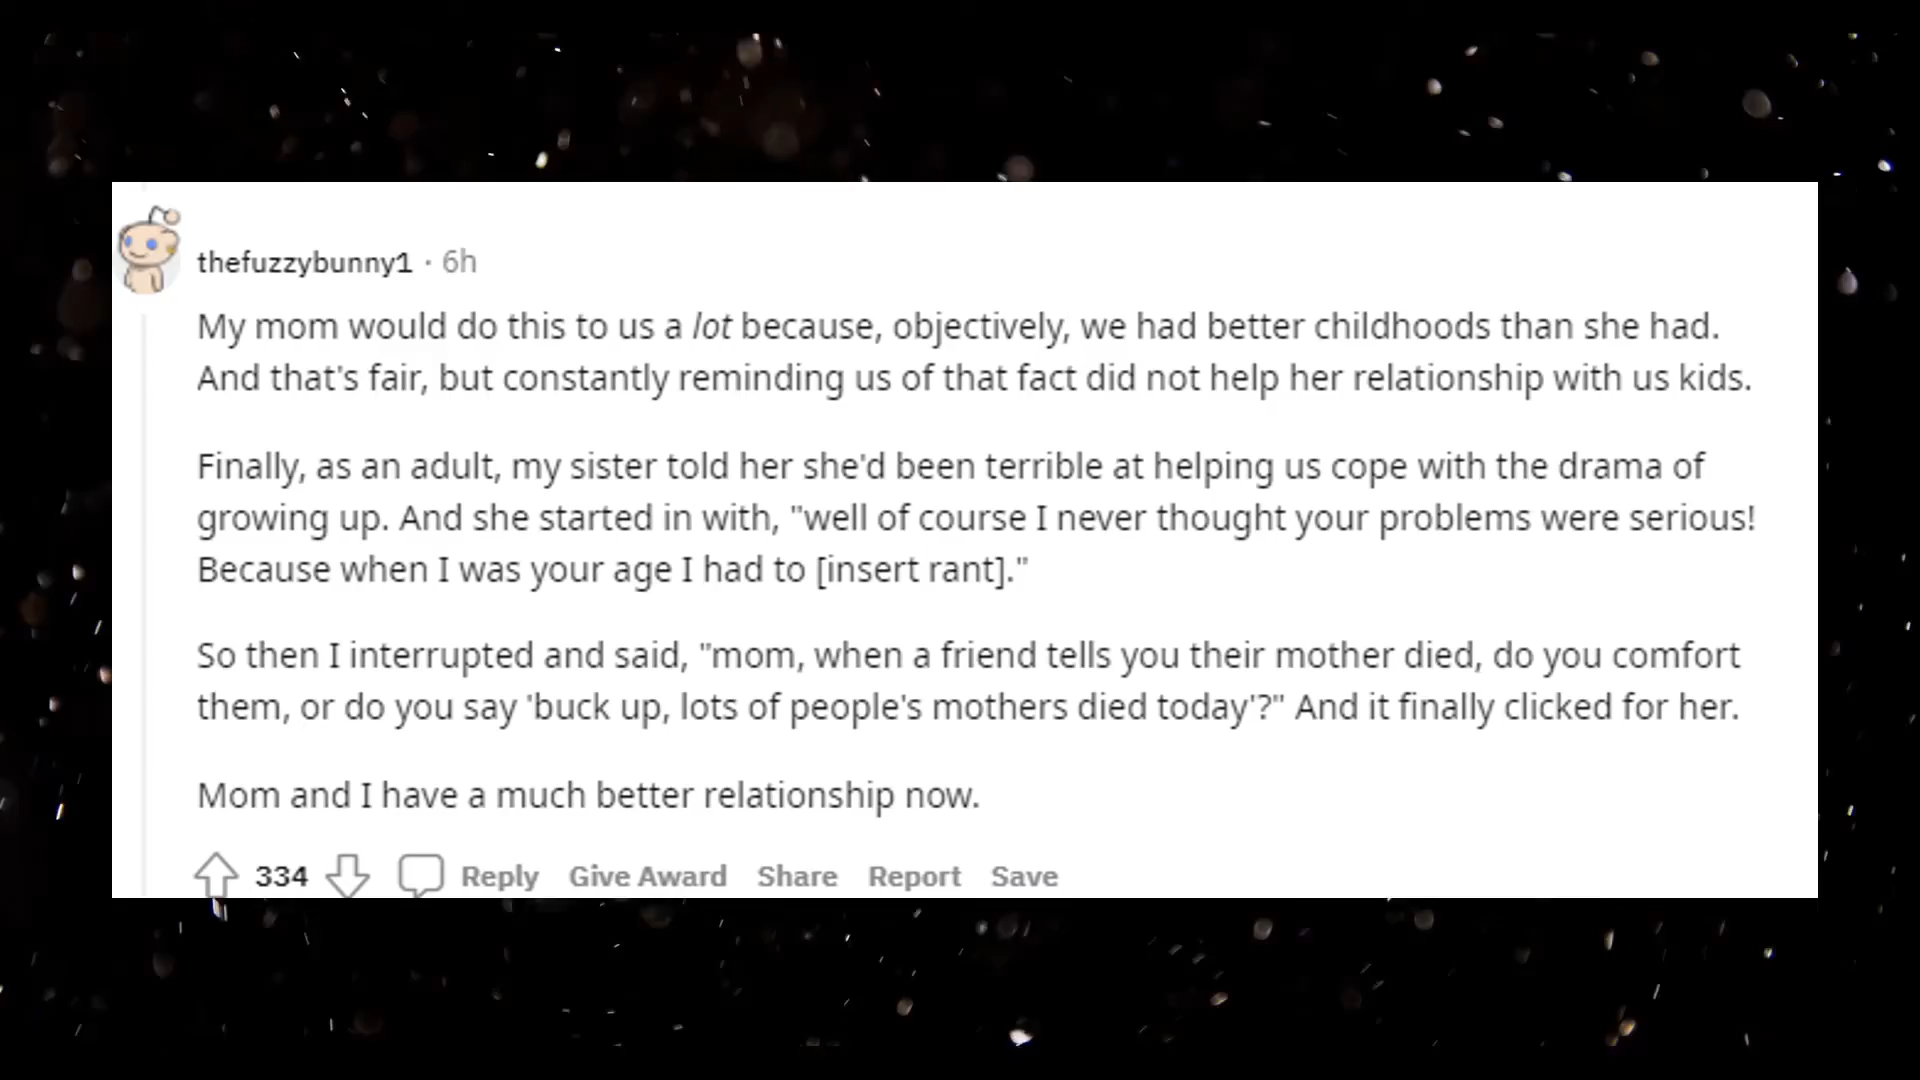 thefuzzybunny1 · 6h
My mom would do this to us a lot because, objectively, we had better childhoods than she had.
And that's fair, but constantly reminding us of that fact did not help her relationship with us kids.
Finally, as an adult, my sister told her she'd been terrible at helping us cope with the drama of
growing up. And she started in with, "well of course I never thought your problems were serious!
Because when I was your age I had to [insert rant]."
So then I interrupted and said, "mom, when a friend tells you their mother died, do you comfort
them, or do you say 'buck up, lots of people's mothers died today'?" And it finally clicked for her.
Mom and I have a much better relationship now.
334 Reply Give Award Share Report Save